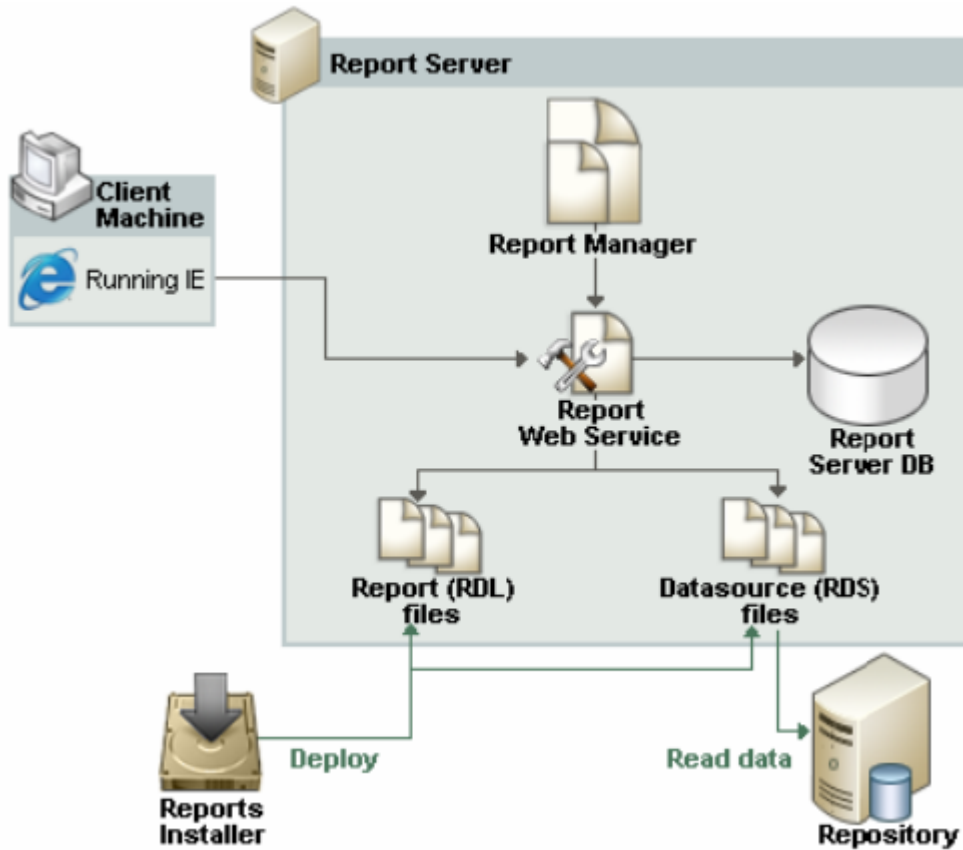 Report Server
Client
Machine
Running IE
Report Manager
Report
Web Service
Report
Server DB
Report (RDL)
files
Datasource (RDS)
files
Deploy
Read data
Reports
Installer
Repository